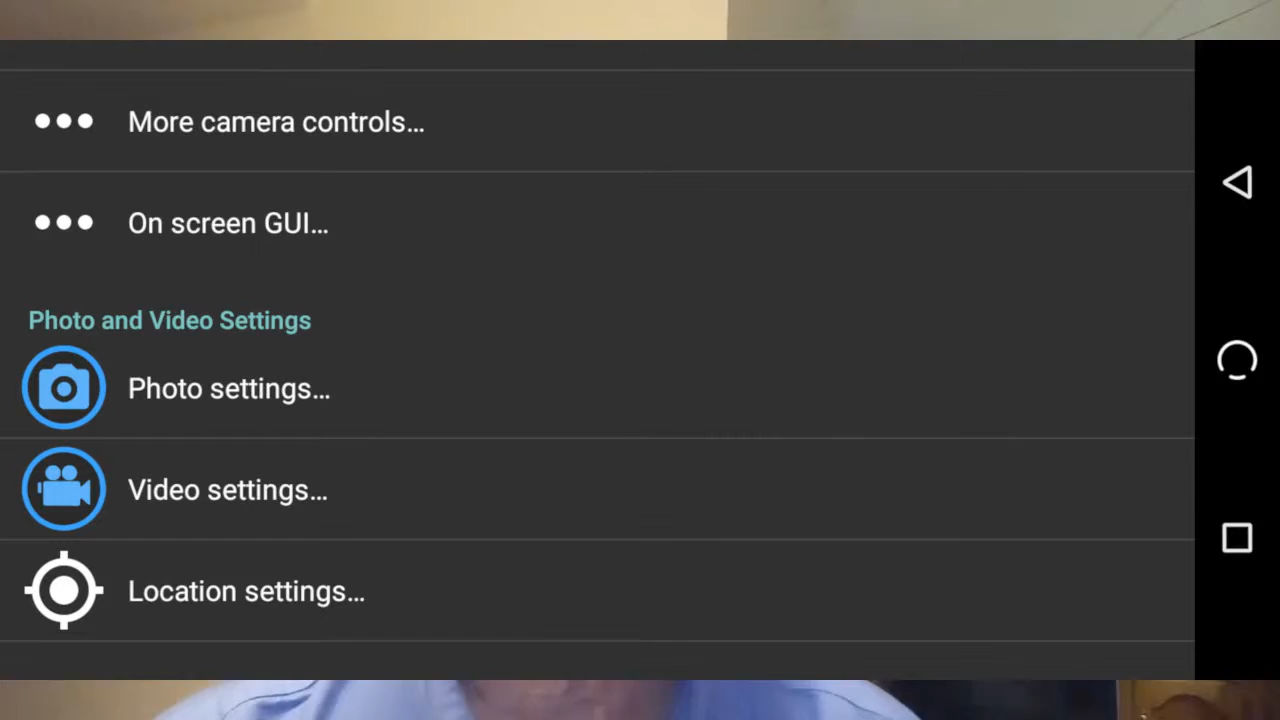 More camera controls...
On screen GUI...
Photo and Video Settings
Photo settings...
Video settings...
Location settings...